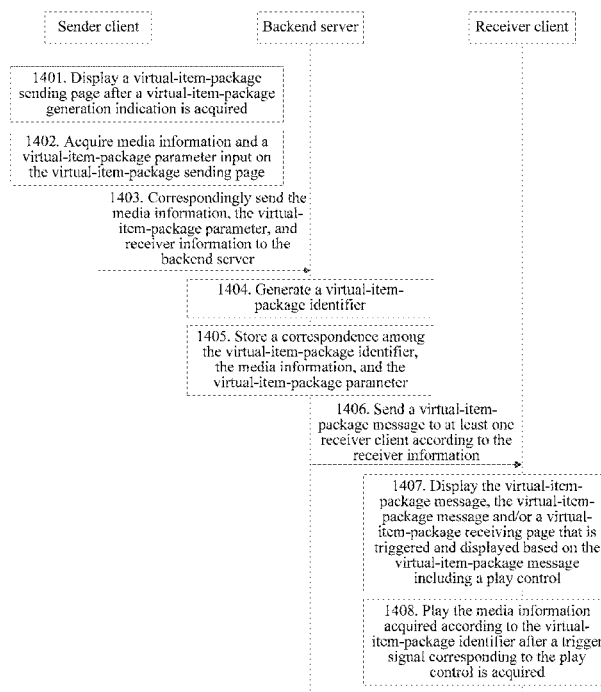 Sender client
Backend server
Receiver client
1401. Display a virtual-item-package
sending page after a virtual-item-package
generation indication is acquired
1402. Acquire media information and a
virtual-item-package parameter input on
the virtual-item-package sending page
1403. Correspondingly send the
media information, the virtual-
item-package parameter, and
receiver information to the
backend server
1404. Generate a virtual-item-
package identifier
1405. Store a correspondence among
the virtual-item-package identifier,
the media information, and the
virtual-item-package parameter
1406. Send a virtual-item-
package message to at least one
receiver client according to the
receiver information
1407. Display the virtual-item-
package message, the virtual-item-
package message and/or a virtual-
item-package receiving page that is
triggered and displayed based on the
virtual-item-package message
including a play control
1408. Play the media information
acquired according to the virtual-
item-package identifier after a trigger
signal corresponding to the play
control is acquired